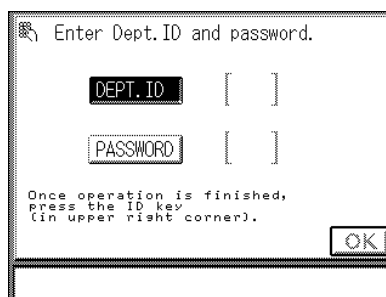 Enter Dept.ID and password.
DEPT.ID [ ]
PASSWORD [ ]
Once operation is finished,
press the ID key
(in upper right corner).
OK